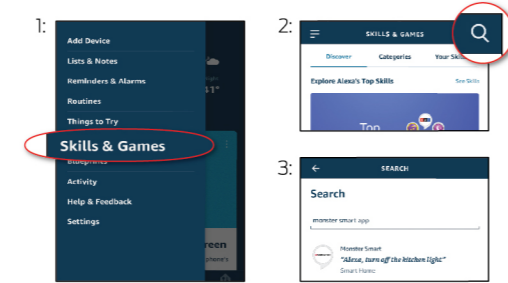 1:
Add Device
Lists & Notes
Reminders & Alarms
Routines
Things to Try
Skills & Games
Blueprints
Activity
Help & Feedback
Settings
41°
reen
phone's
2:
SKILLS & GAMES
Discover Categories Your Skil
Explore Alexa's Top Skills See Skills
Top
3:
SEARCH
Search
monster smart app
Monster Smart
"Alexa, turn off the kitchen light."
Smart Home